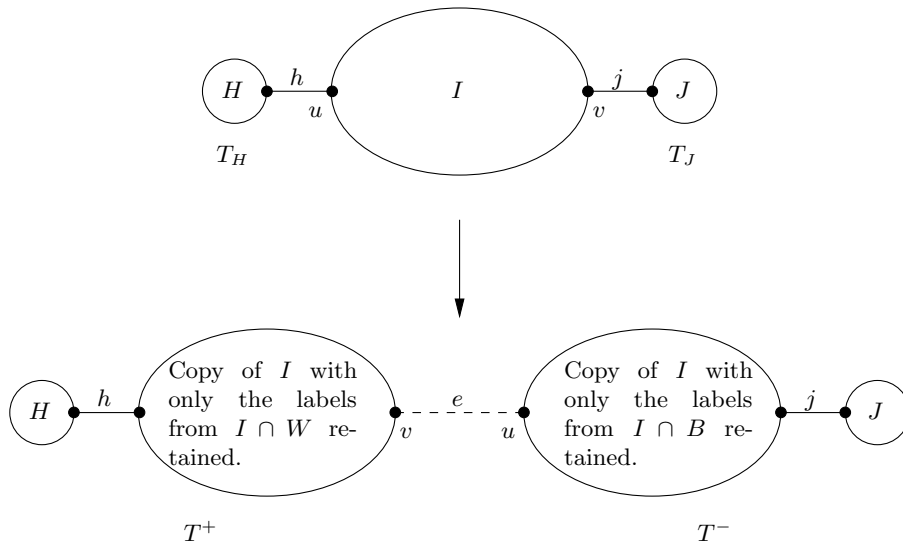 H h u I v j J
T_H T_J
H h
Copy of I with
only the labels
from I ∩ W re-
tained.
v e u
Copy of I with
only the labels
from I ∩ B re-
tained.
j J
T^+ T^-